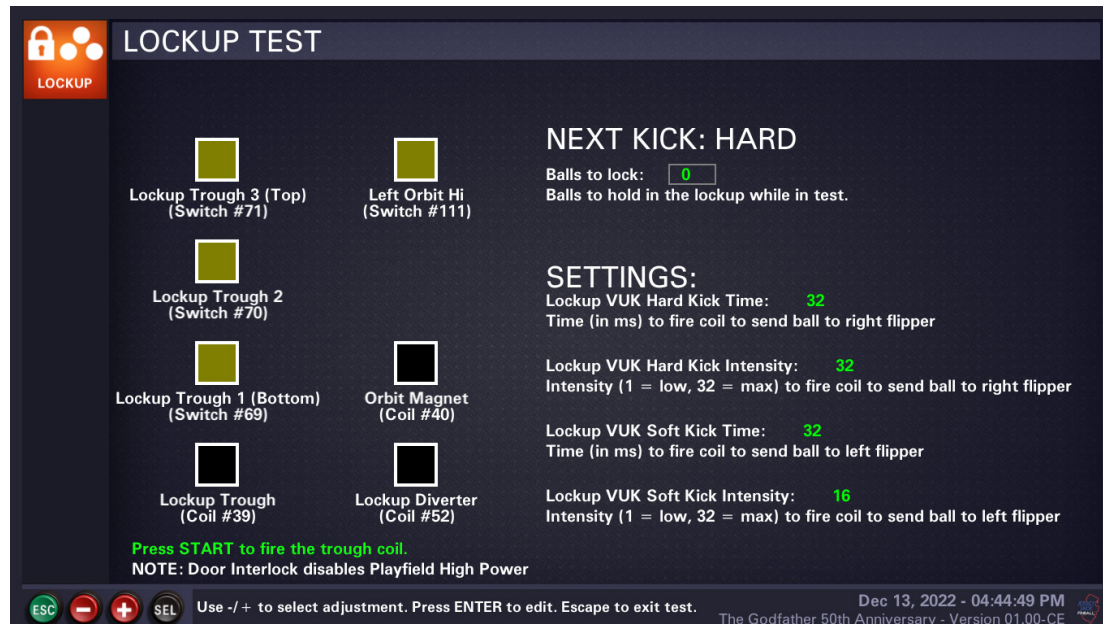 LOCKUP TEST
LOCKUP
Lockup Trough 3 (Top)
(Switch #71)
Left Orbit Hi
(Switch #111)
Lockup Trough 2
(Switch #70)
Lockup Trough 1 (Bottom)
(Switch #69)
Orbit Magnet
(Coil #40)
Lockup Trough
(Coil #39)
Lockup Diverter
(Coil #52)
Press START to fire the trough coil.
NOTE: Door Interlock disables Playfield High Power
NEXT KICK: HARD
Balls to lock: 0
Balls to hold in the lockup while in test.
SETTINGS:
Lockup VUK Hard Kick Time: 32
Time (in ms) to fire coil to send ball to right flipper
Lockup VUK Hard Kick Intensity: 32
Intensity (1 = low, 32 = max) to fire coil to send ball to right flipper
Lockup VUK Soft Kick Time: 32
Time (in ms) to fire coil to send ball to left flipper
Lockup VUK Soft Kick Intensity: 16
Intensity (1 = low, 32 = max) to fire coil to send ball to left flipper
ESC - + SEL
Use -/+ to select adjustment. Press ENTER to edit. Escape to exit test.
Dec 13, 2022 - 04:44:49 PM
The Godfather 50th Anniversary - Version 01.00-CE